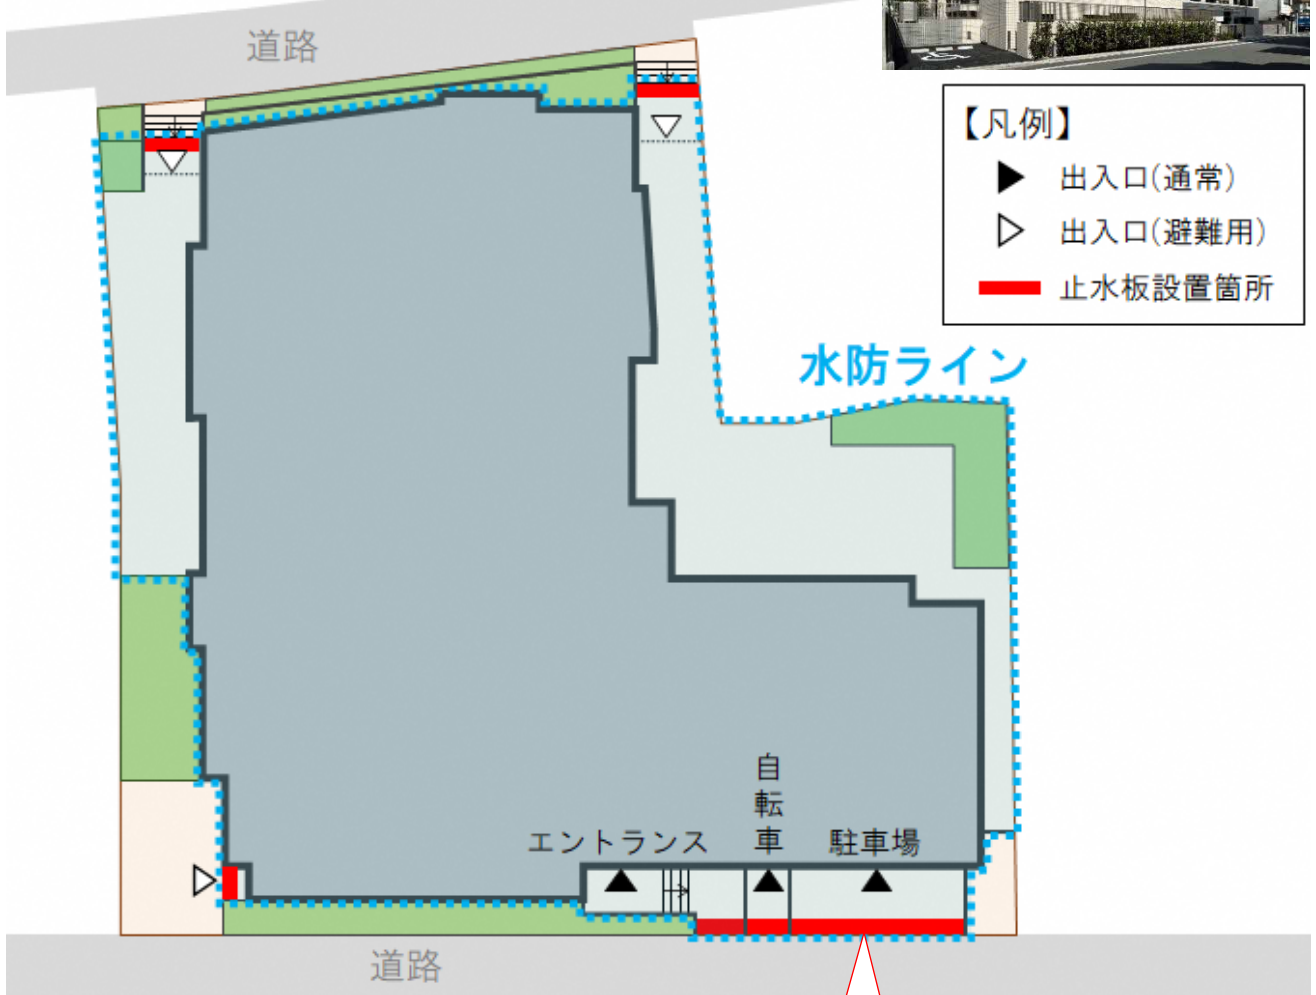 道路
【凡例】
出入口(通常)
出入口(避難用)
止水板設置箇所
水防ライン
自転車
エントランス
駐車場
道路